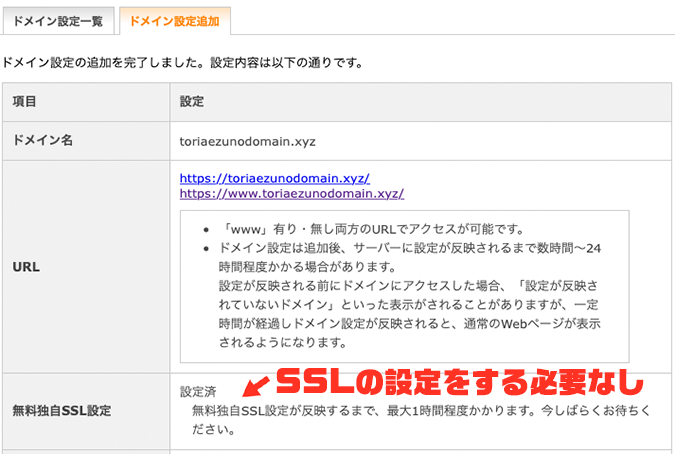 ドメイン設定一覧
ドメイン設定追加
ドメイン設定の追加を完了しました。設定内容は以下の通りです。
項目
設定
ドメイン名
toriaezunodomain.xyz
URL
https://toriaezunodomain.xyz/
https://www.toriaezunodomain.xyz/
「www」有り・無し両方のURLでアクセスが可能です。
ドメイン設定は追加後、サーバーに設定が反映されるまで数時間〜24
時間程度かかる場合があります。
設定が反映される前にドメインにアクセスした場合、「設定が反映さ
れていないドメイン」といった表示がされることがありますが、一定
時間が経過しドメイン設定が反映されると、通常のWebページが表示
されるようになります。
SSLの設定をする必要なし
無料独自SSL設定
設定済
無料独自SSL設定が反映するまで、最大1時間程度かかります。今しばらくお待ちく
ださい。